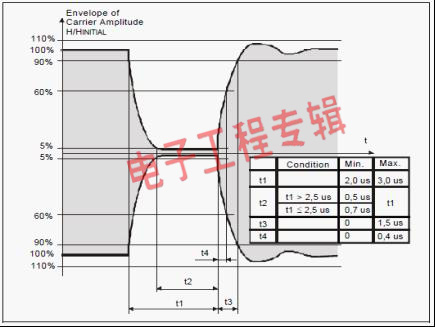 Envelope of
Carrier Amplitude
H/HINITIAL
110%
100%
90%
60%
5%
5%
60%
90%
100%
110%
t
电子工程专辑
Condition Min. Max.
t1 2,0 us 3,0 us
t2 t1 > 2,5 us 0,5 us t1
t1 ≤ 2,5 us 0,7 us
t3 0 1,5 us
t4 0 0,4 us
t4
t2
t1 t3